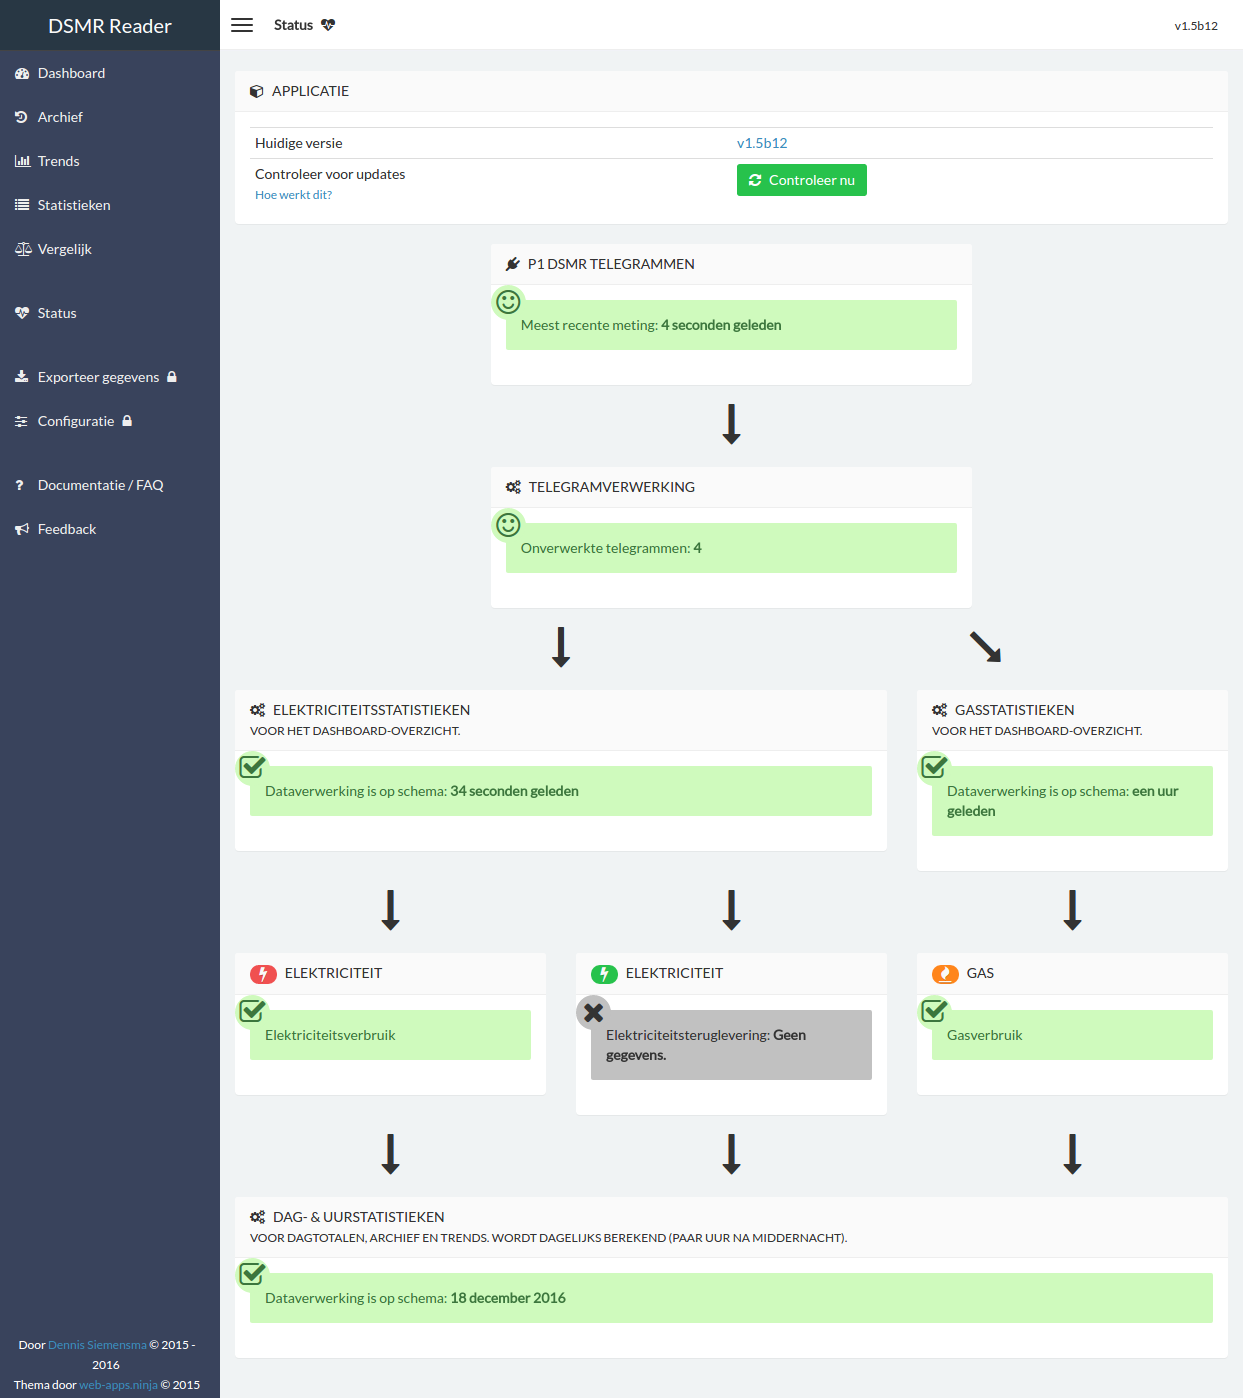 DSMR Reader
Status
v1.5b12
Dashboard
Archief
Trends
Statistieken
Vergelijk
Status
Exporteer gegevens
Configuratie
Documentatie / FAQ
Feedback
APPLICATIE
Huidige versie v1.5b12
Controleer voor updates Controleer nu
Hoe werkt dit?
P1 DSMR TELEGRAMMEN
Meest recente meting: 4 seconden geleden
TELEGRAMVERWERKING
Onverwerkte telegrammen: 4
ELEKTRICITEITSSTATISTIEKEN
VOOR HET DASHBOARD-OVERZICHT.
Dataverwerking is op schema: 34 seconden geleden
GASSTATISTIEKEN
VOOR HET DASHBOARD-OVERZICHT.
Dataverwerking is op schema: een uur
geleden
ELEKTRICITEIT
Elektriciteitsverbruik
ELEKTRICITEIT
Elektriciteitsteruglevering: Geen
gegevens.
GAS
Gasverbruik
DAG- & UURSTATISTIEKEN
VOOR DAGTOTALEN, ARCHIEF EN TRENDS. WORDT DAGELIJKS BEREKEND (PAAR UUR NA MIDDERNACHT).
Dataverwerking is op schema: 18 december 2016
Door Dennis Siemensma © 2015 -
2016
Thema door web-apps.ninja © 2015